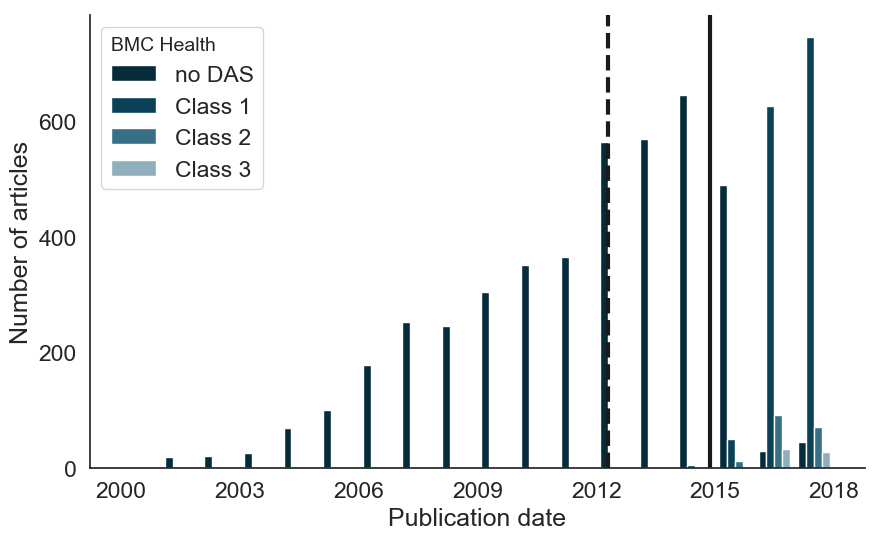 BMC Health
no DAS
Class 1
Class 2
Class 3
Number of articles
600
400
200
0
2000 2003 2006 2009 2012 2015 2018
Publication date